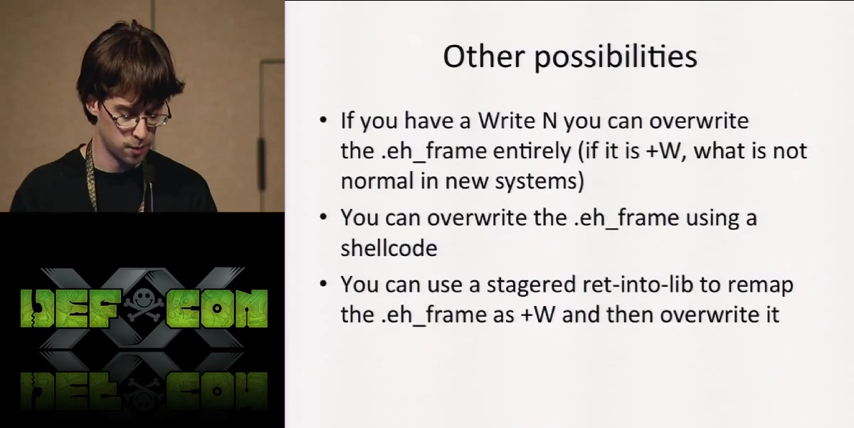 Other possibilities
• If you have a Write N you can overwrite
the .eh_frame entirely (if it is +W, what is not
normal in new systems)
• You can overwrite the .eh_frame using a
shellcode
• You can use a stagered ret-into-lib to remap
the .eh_frame as +W and then overwrite it
XX
DEF CON